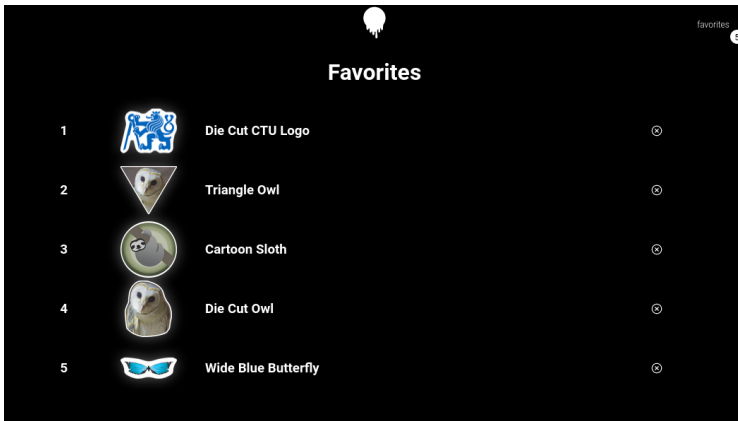 favorites
5
Favorites
1 Die Cut CTU Logo
2 Triangle Owl
3 Cartoon Sloth
4 Die Cut Owl
5 Wide Blue Butterfly